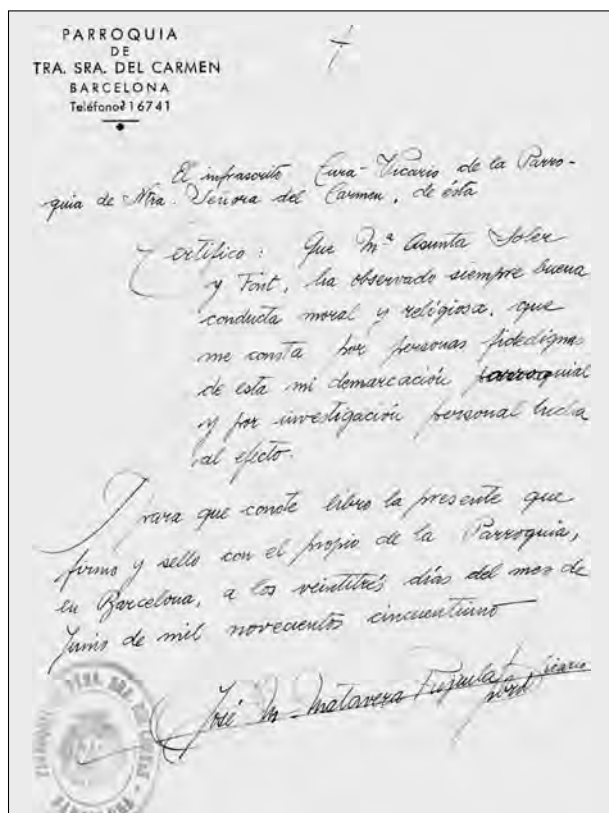 PARROQUIA
DE
TRA. SRA. DEL CARMEN
BARCELONA
Teléfono 216741
El infrascrito Cura-Vicario de la Parro-
quia de Ntra. Señora del Carmen, de ésta
Certifico: Que Mª Asunta Soler
y Font, ha observado siempre buena
conducta moral y religiosa, que
me consta por personas fidedignas
de esta mi demarcación parroquial
y por investigación personal hecha
al efecto.
Y para que conste libro la presente que
firmo y sello con el propio de la Parroquia,
en Barcelona, a los veintitrés días del mes de
Junio de mil novecientos cincuentiuno
José M. Matavera